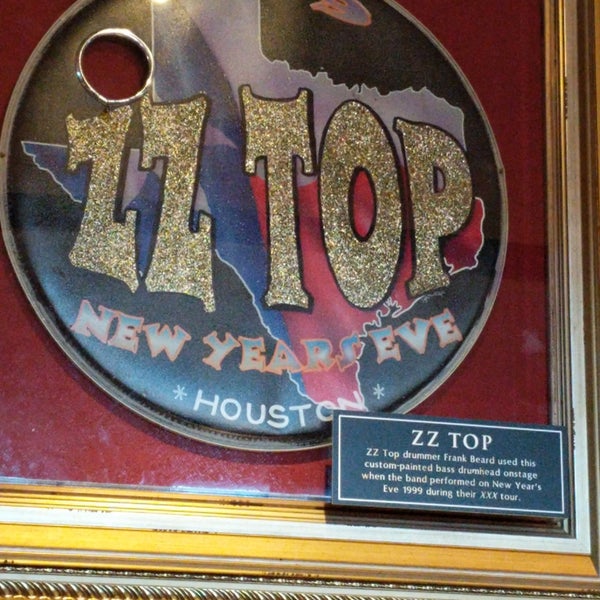 ZZ TOP
NEW YEARS EVE
* HOUSTON *
ZZ TOP
ZZ Top drummer Frank Beard used this
custom-painted bass drumhead onstage
when the band performed on New Year's
Eve 1999 during their XXX tour.